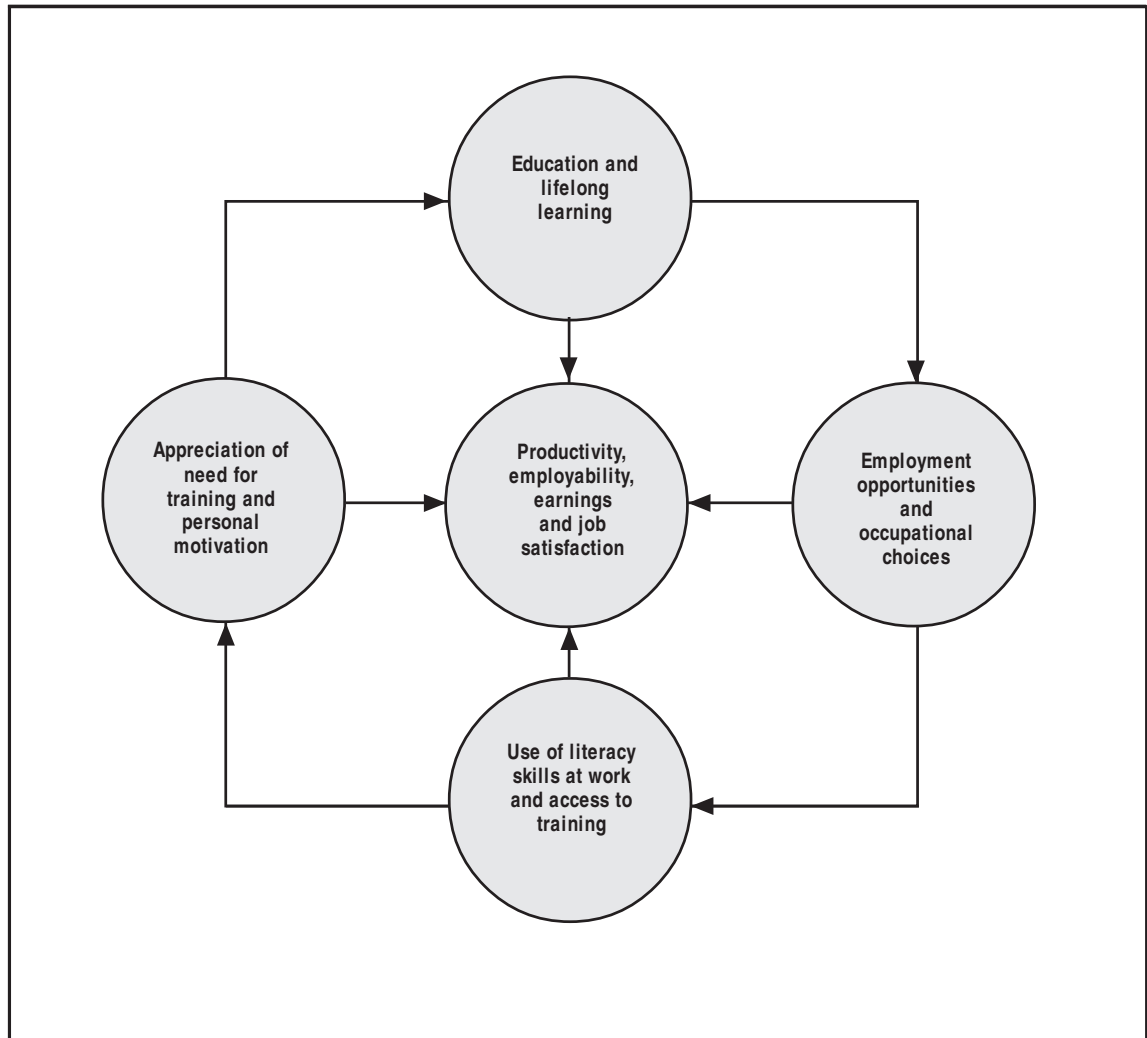 Education and
lifelong
learning
Appreciation of
need for
training and
personal
motivation
Productivity,
employability,
earnings
and job
satisfaction
Employment
opportunities
and
occupational
choices
Use of literacy
skills at work
and access to
training